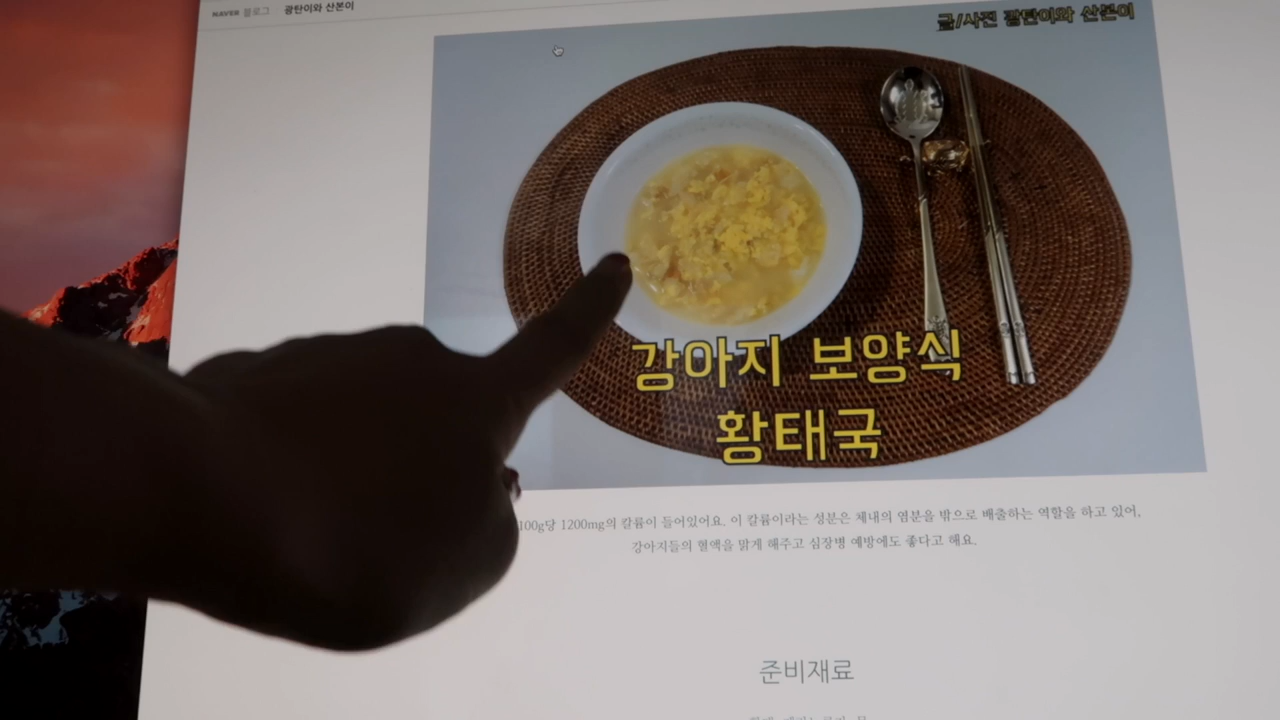 NAVER 블로그 광탄이와 산본이
글/사진 광탄이와 산본이
강아지 보양식
황태국
100g당 1200mg의 칼륨이 들어있어요. 이 칼륨이라는 성분은 체내의 염분을 밖으로 배출하는 역할을 하고 있어,
강아지들의 혈액을 맑게 해주고 심장병 예방에도 좋다고 해요.
준비재료